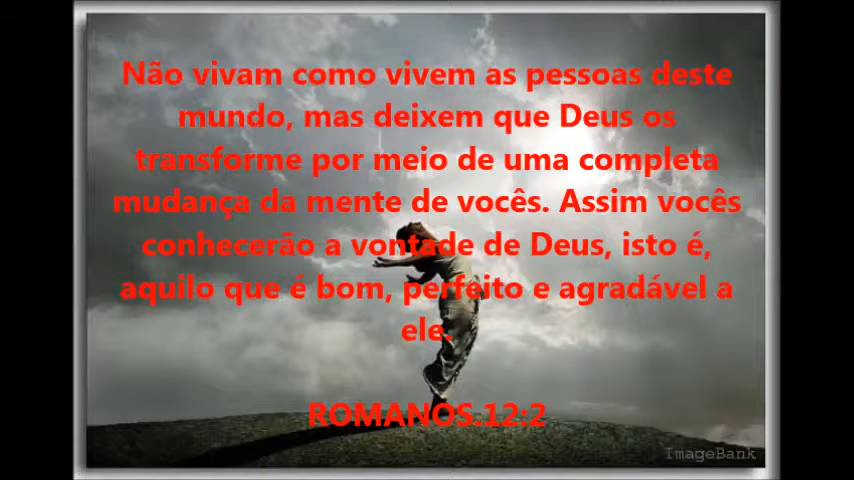 Não vivam como vivem as pessoas deste
mundo, mas deixem que Deus os
transforme por meio de uma completa
mudança da mente de vocês. Assim vocês
conhecerão a vontade de Deus, isto é,
aquilo que é bom, perfeito e agradável a
ele.
ROMANOS.12:2
ImageBank